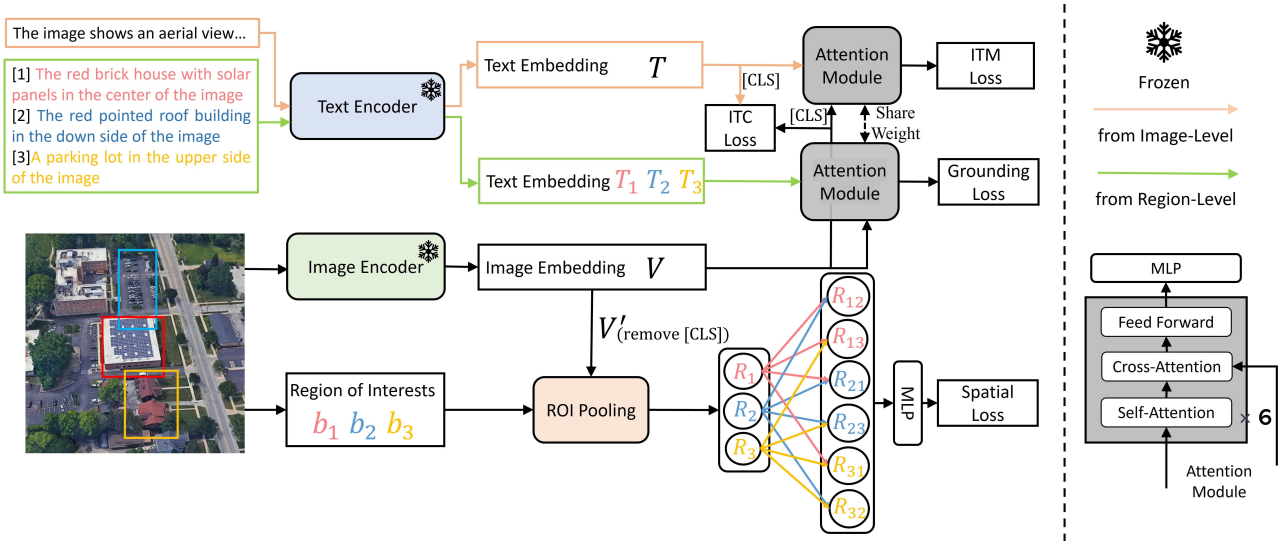 The image shows an aerial view...
[1] The red brick house with solar
panels in the center of the image
[2] The red pointed roof building
in the down side of the image
[3]A parking lot in the upper side
of the image
Text Encoder
Text Embedding T
[CLS]
ITC
Loss
[CLS]
Attention
Module
ITM
Loss
Share
Weight
Text Embedding T1 T2 T3
Attention
Module
Grounding
Loss
Image Encoder
Image Embedding V
V′(remove [CLS])
Region of Interests
b1 b2 b3
ROI Pooling
R1
R2
R3
R12
R13
R21
R23
R31
R32
MLP
Spatial
Loss
Frozen
from Image-Level
from Region-Level
MLP
Feed Forward
Cross-Attention
Self-Attention
× 6
Attention
Module